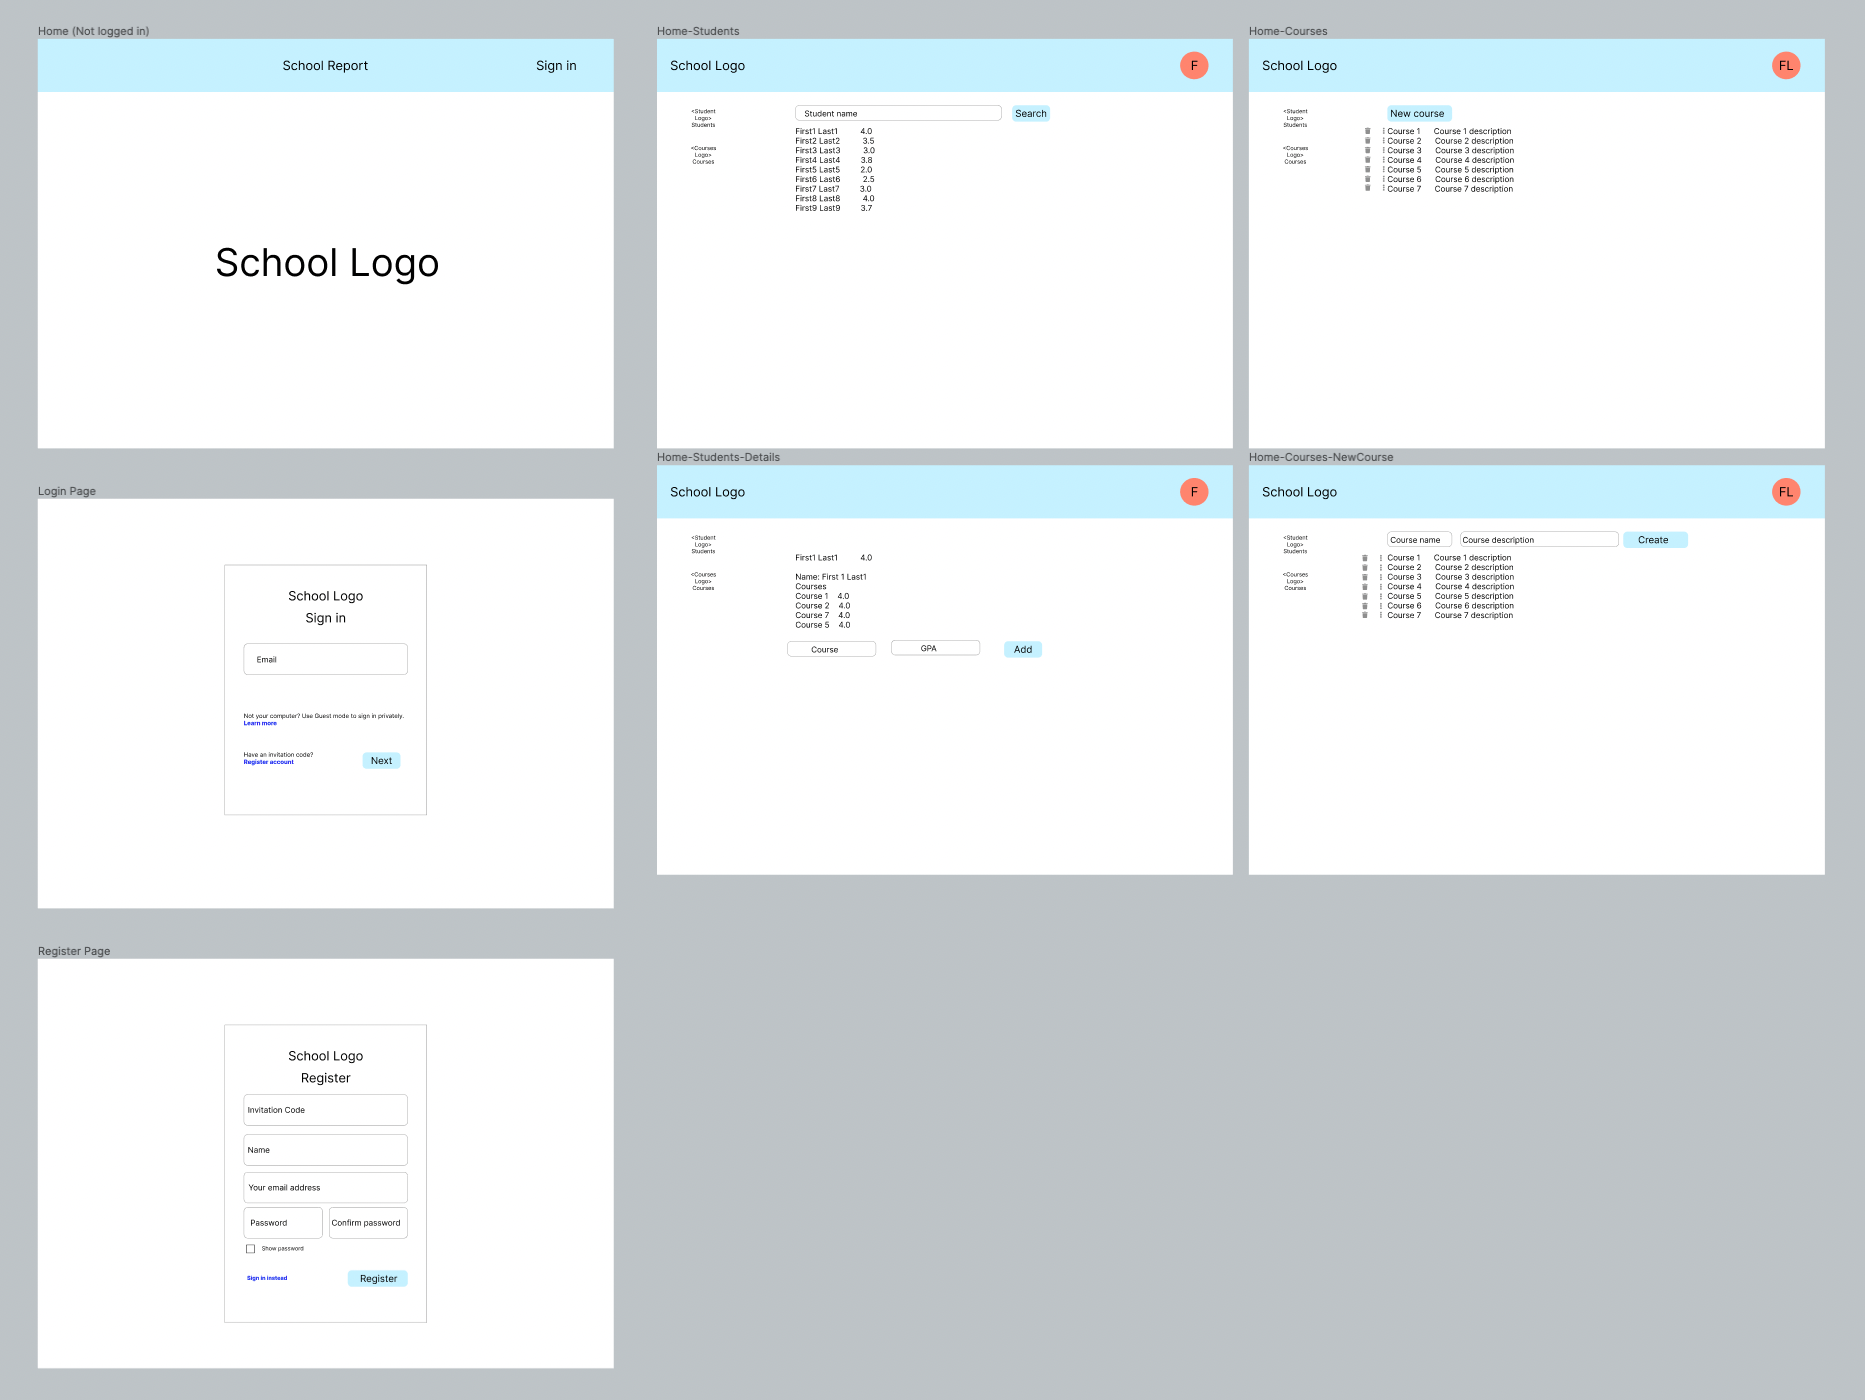 Home (Not logged in)
School Report
Sign in
School Logo
Login Page
School Logo
Sign in
Email
Not your computer? Use Guest mode to sign in privately.
Learn more
Have an invitation code?
Register account
Next
Register Page
School Logo
Register
Invitation Code
Name
Your email address
Password
Confirm password
Show password
Sign in instead
Register
Home-Students
School Logo
F
<Student
Logo>
Students
<Courses
Logo>
Courses
Student name
Search
First1 Last1 4.0
First2 Last2 3.5
First3 Last3 3.0
First4 Last4 3.8
First5 Last5 2.0
First6 Last6 2.5
First7 Last7 3.0
First8 Last8 4.0
First9 Last9 3.7
Home-Students-Details
School Logo
F
<Student
Logo>
Students
<Courses
Logo>
Courses
First1 Last1 4.0
Name: First 1 Last1
Courses
Course 1 4.0
Course 2 4.0
Course 7 4.0
Course 5 4.0
Course
GPA
Add
Home-Courses
School Logo
FL
<Student
Logo>
Students
<Courses
Logo>
Courses
New course
Course 1 Course 1 description
Course 2 Course 2 description
Course 3 Course 3 description
Course 4 Course 4 description
Course 5 Course 5 description
Course 6 Course 6 description
Course 7 Course 7 description
Home-Courses-NewCourse
School Logo
FL
<Student
Logo>
Students
<Courses
Logo>
Courses
Course name
Course description
Create
Course 1 Course 1 description
Course 2 Course 2 description
Course 3 Course 3 description
Course 4 Course 4 description
Course 5 Course 5 description
Course 6 Course 6 description
Course 7 Course 7 description